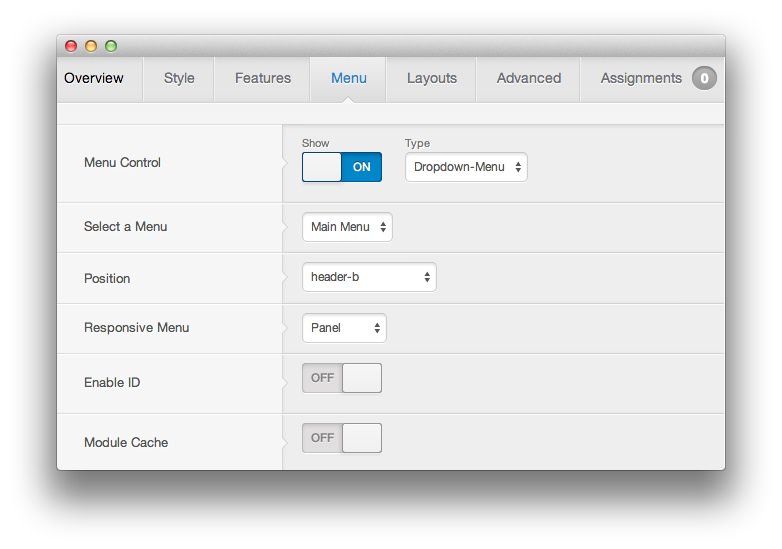 Overview Style Features Menu Layouts Advanced Assignments 0
Show Type
Menu Control ON Dropdown-Menu
Select a Menu Main Menu
Position header-b
Responsive Menu Panel
Enable ID OFF
Module Cache OFF